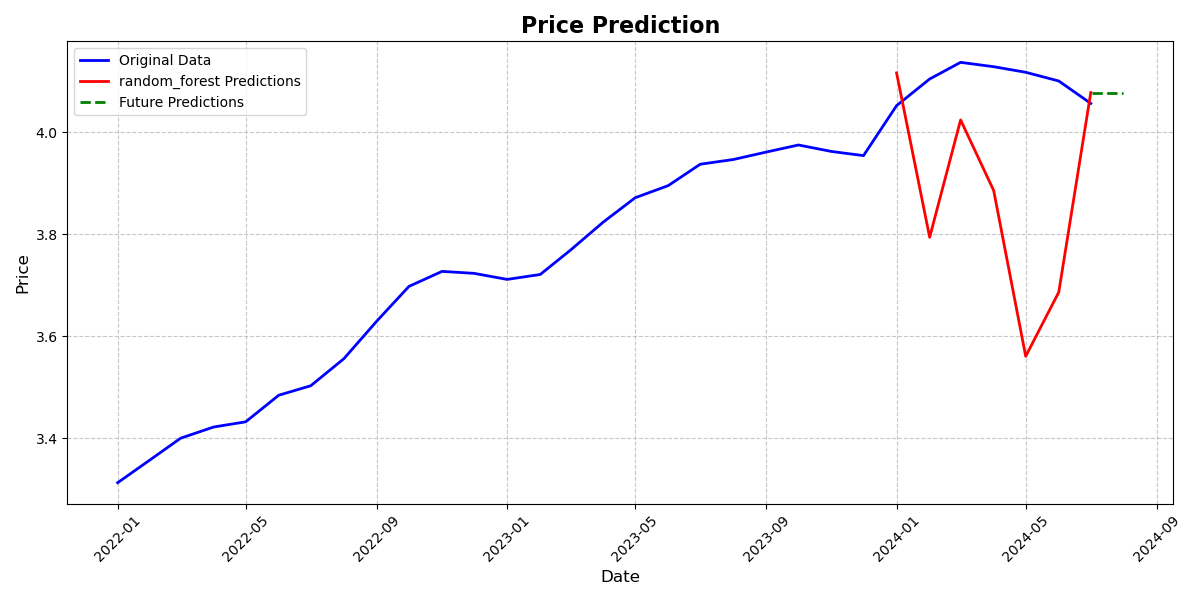 Price Prediction
Original Data
random_forest Predictions
Future Predictions
Price
4.0
3.8
3.6
3.4
2022-01
2022-05
2022-09
2023-01
2023-05
2023-09
2024-01
2024-05
2024-09
Date